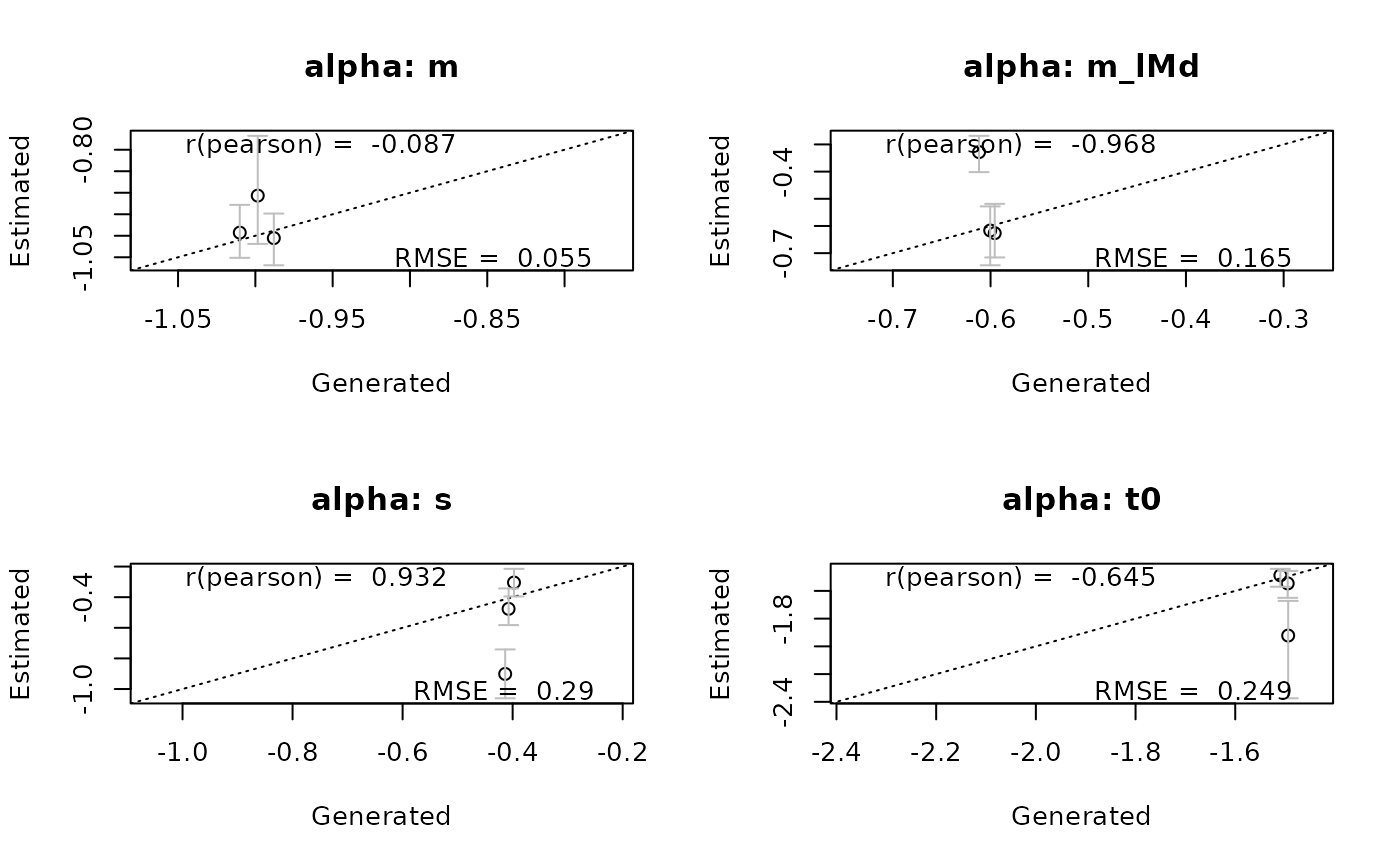 alpha: m
r(pearson) = -0.087
RMSE = 0.055
Estimated
-0.80
-1.05
-1.05 -0.95 -0.85
Generated
alpha: m_lMd
r(pearson) = -0.968
RMSE = 0.165
Estimated
-0.4
-0.7
-0.7 -0.6 -0.5 -0.4 -0.3
Generated
alpha: s
r(pearson) = 0.932
RMSE = 0.29
Estimated
-0.4
-1.0
-1.0 -0.8 -0.6 -0.4 -0.2
Generated
alpha: t0
r(pearson) = -0.645
RMSE = 0.249
Estimated
-1.8
-2.4
-2.4 -2.2 -2.0 -1.8 -1.6
Generated